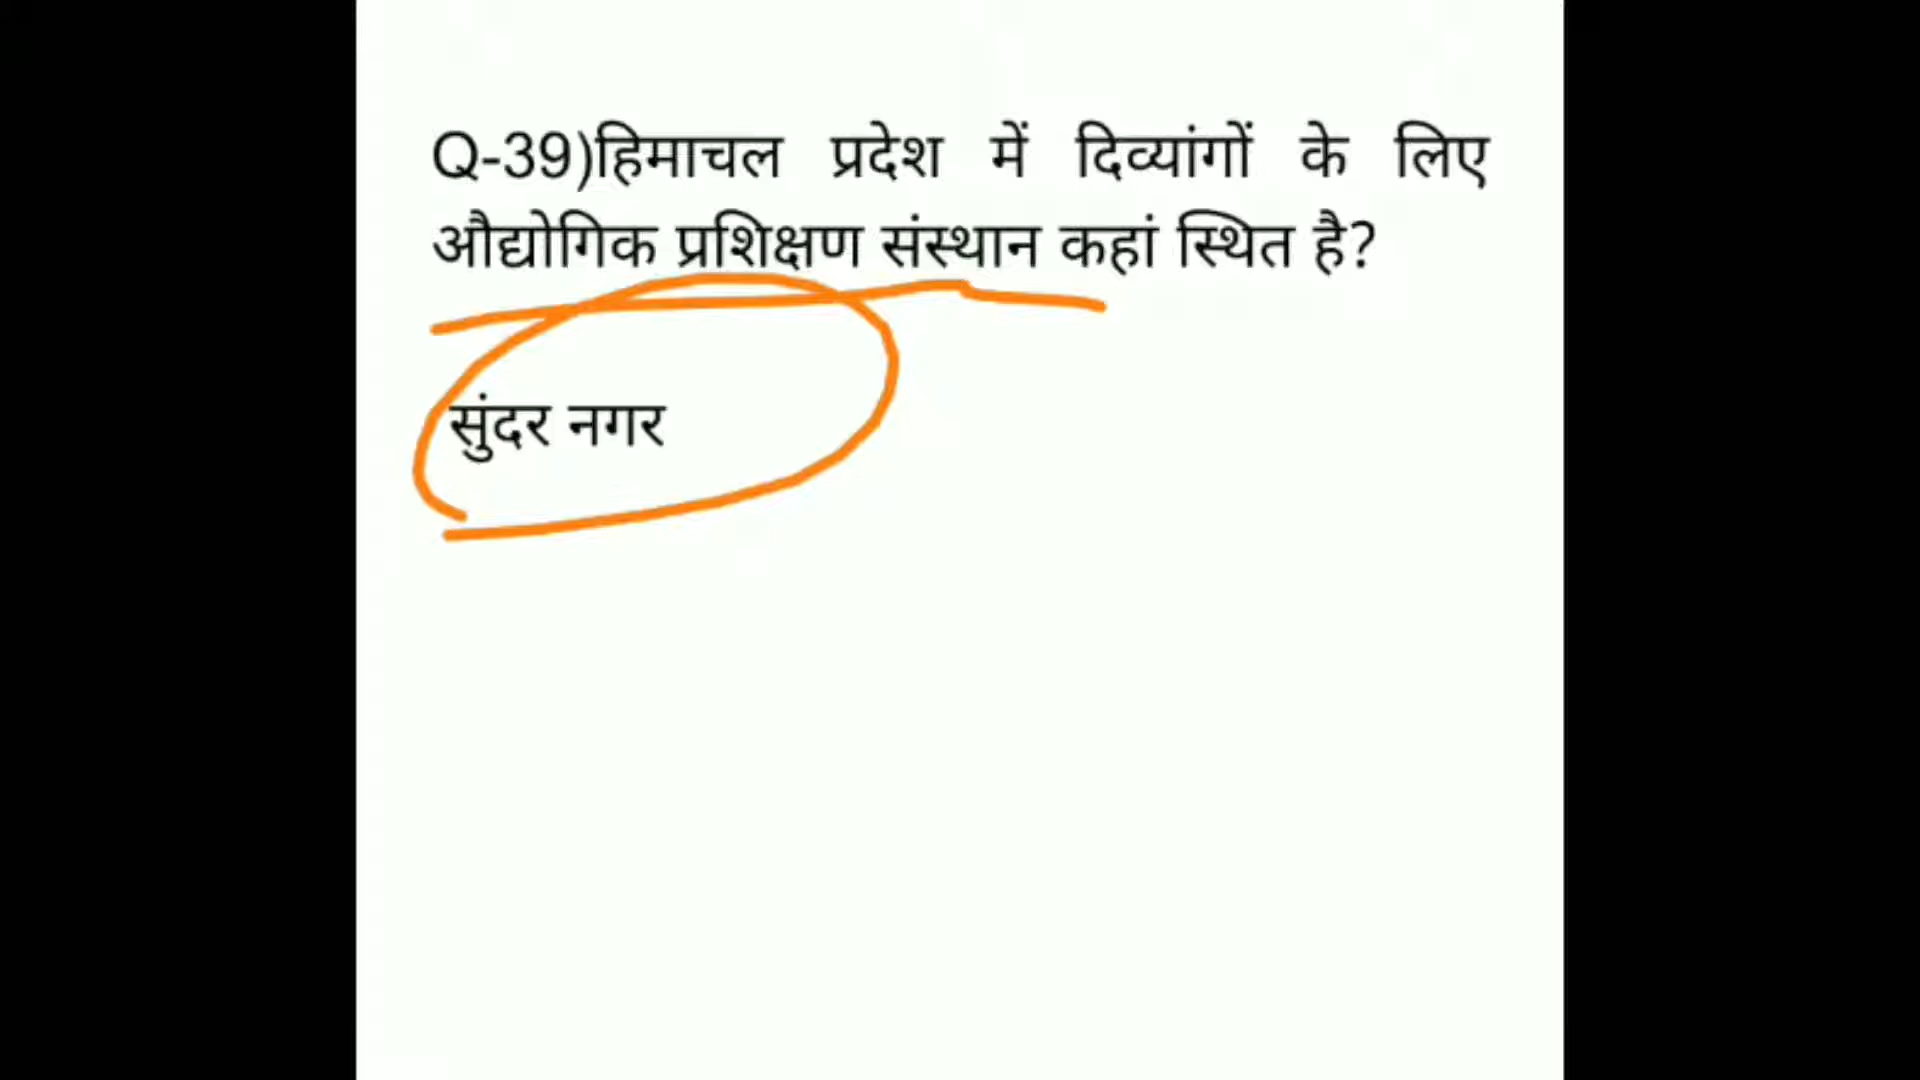 Q-39)हिमाचल प्रदेश में दिव्यांगों के लिए
औद्योगिक प्रशिक्षण संस्थान कहां स्थित है?
सुंदर नगर